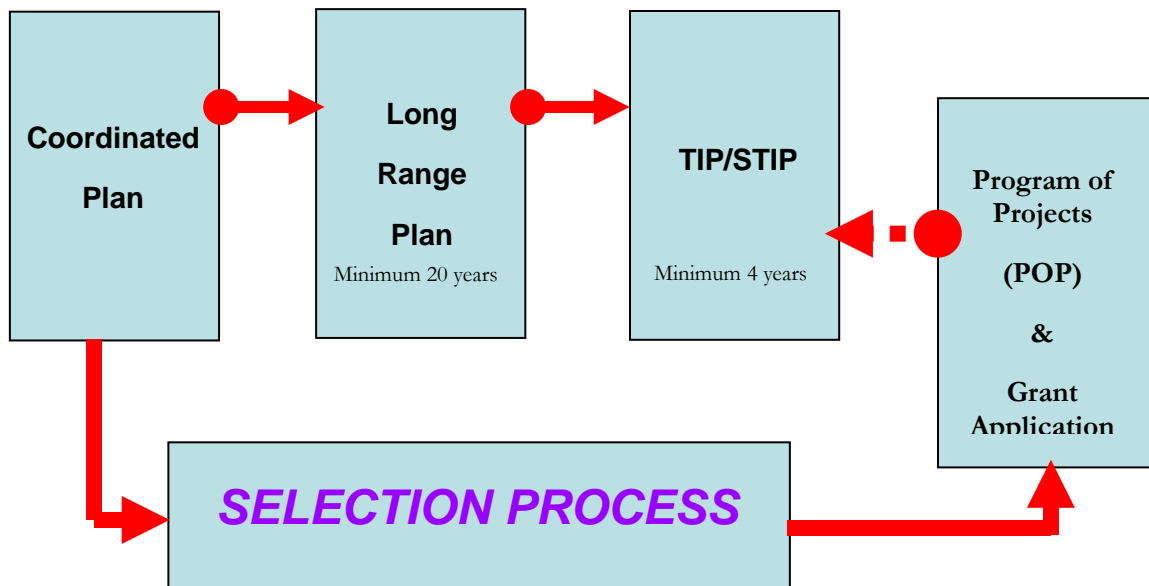 Coordinated
Plan
Long
Range
Plan
Minimum 20 years
TIP/STIP
Minimum 4 years
Program of
Projects
(POP)
&
Grant
Application
SELECTION PROCESS